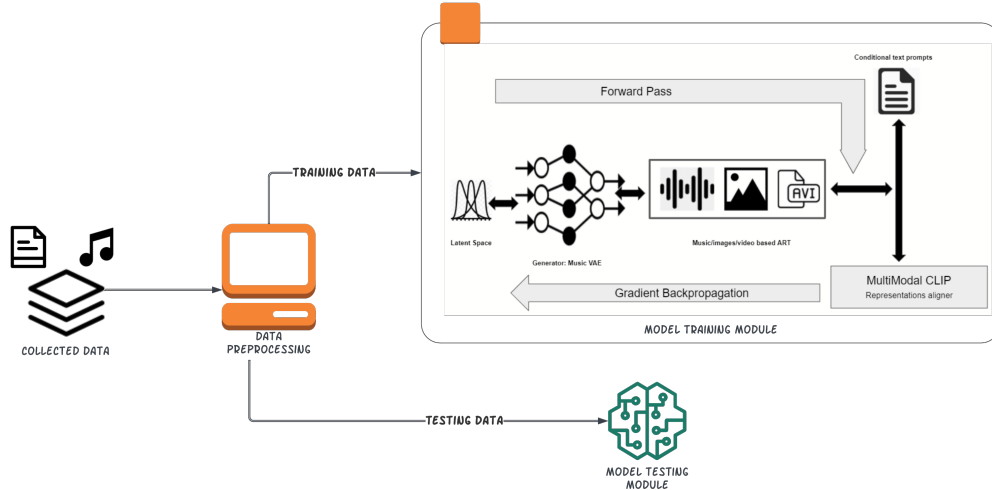 Conditional text prompts
Forward Pass
TRAINING DATA
AVI
Latent Space
Music/images/video based ART
Generator: Music VAE
MultiModal CLIP
Representations aligner
Gradient Backpropagation
MODEL TRAINING MODULE
COLLECTED DATA
DATA
PREPROCESSING
TESTING DATA
MODEL TESTING
MODULE